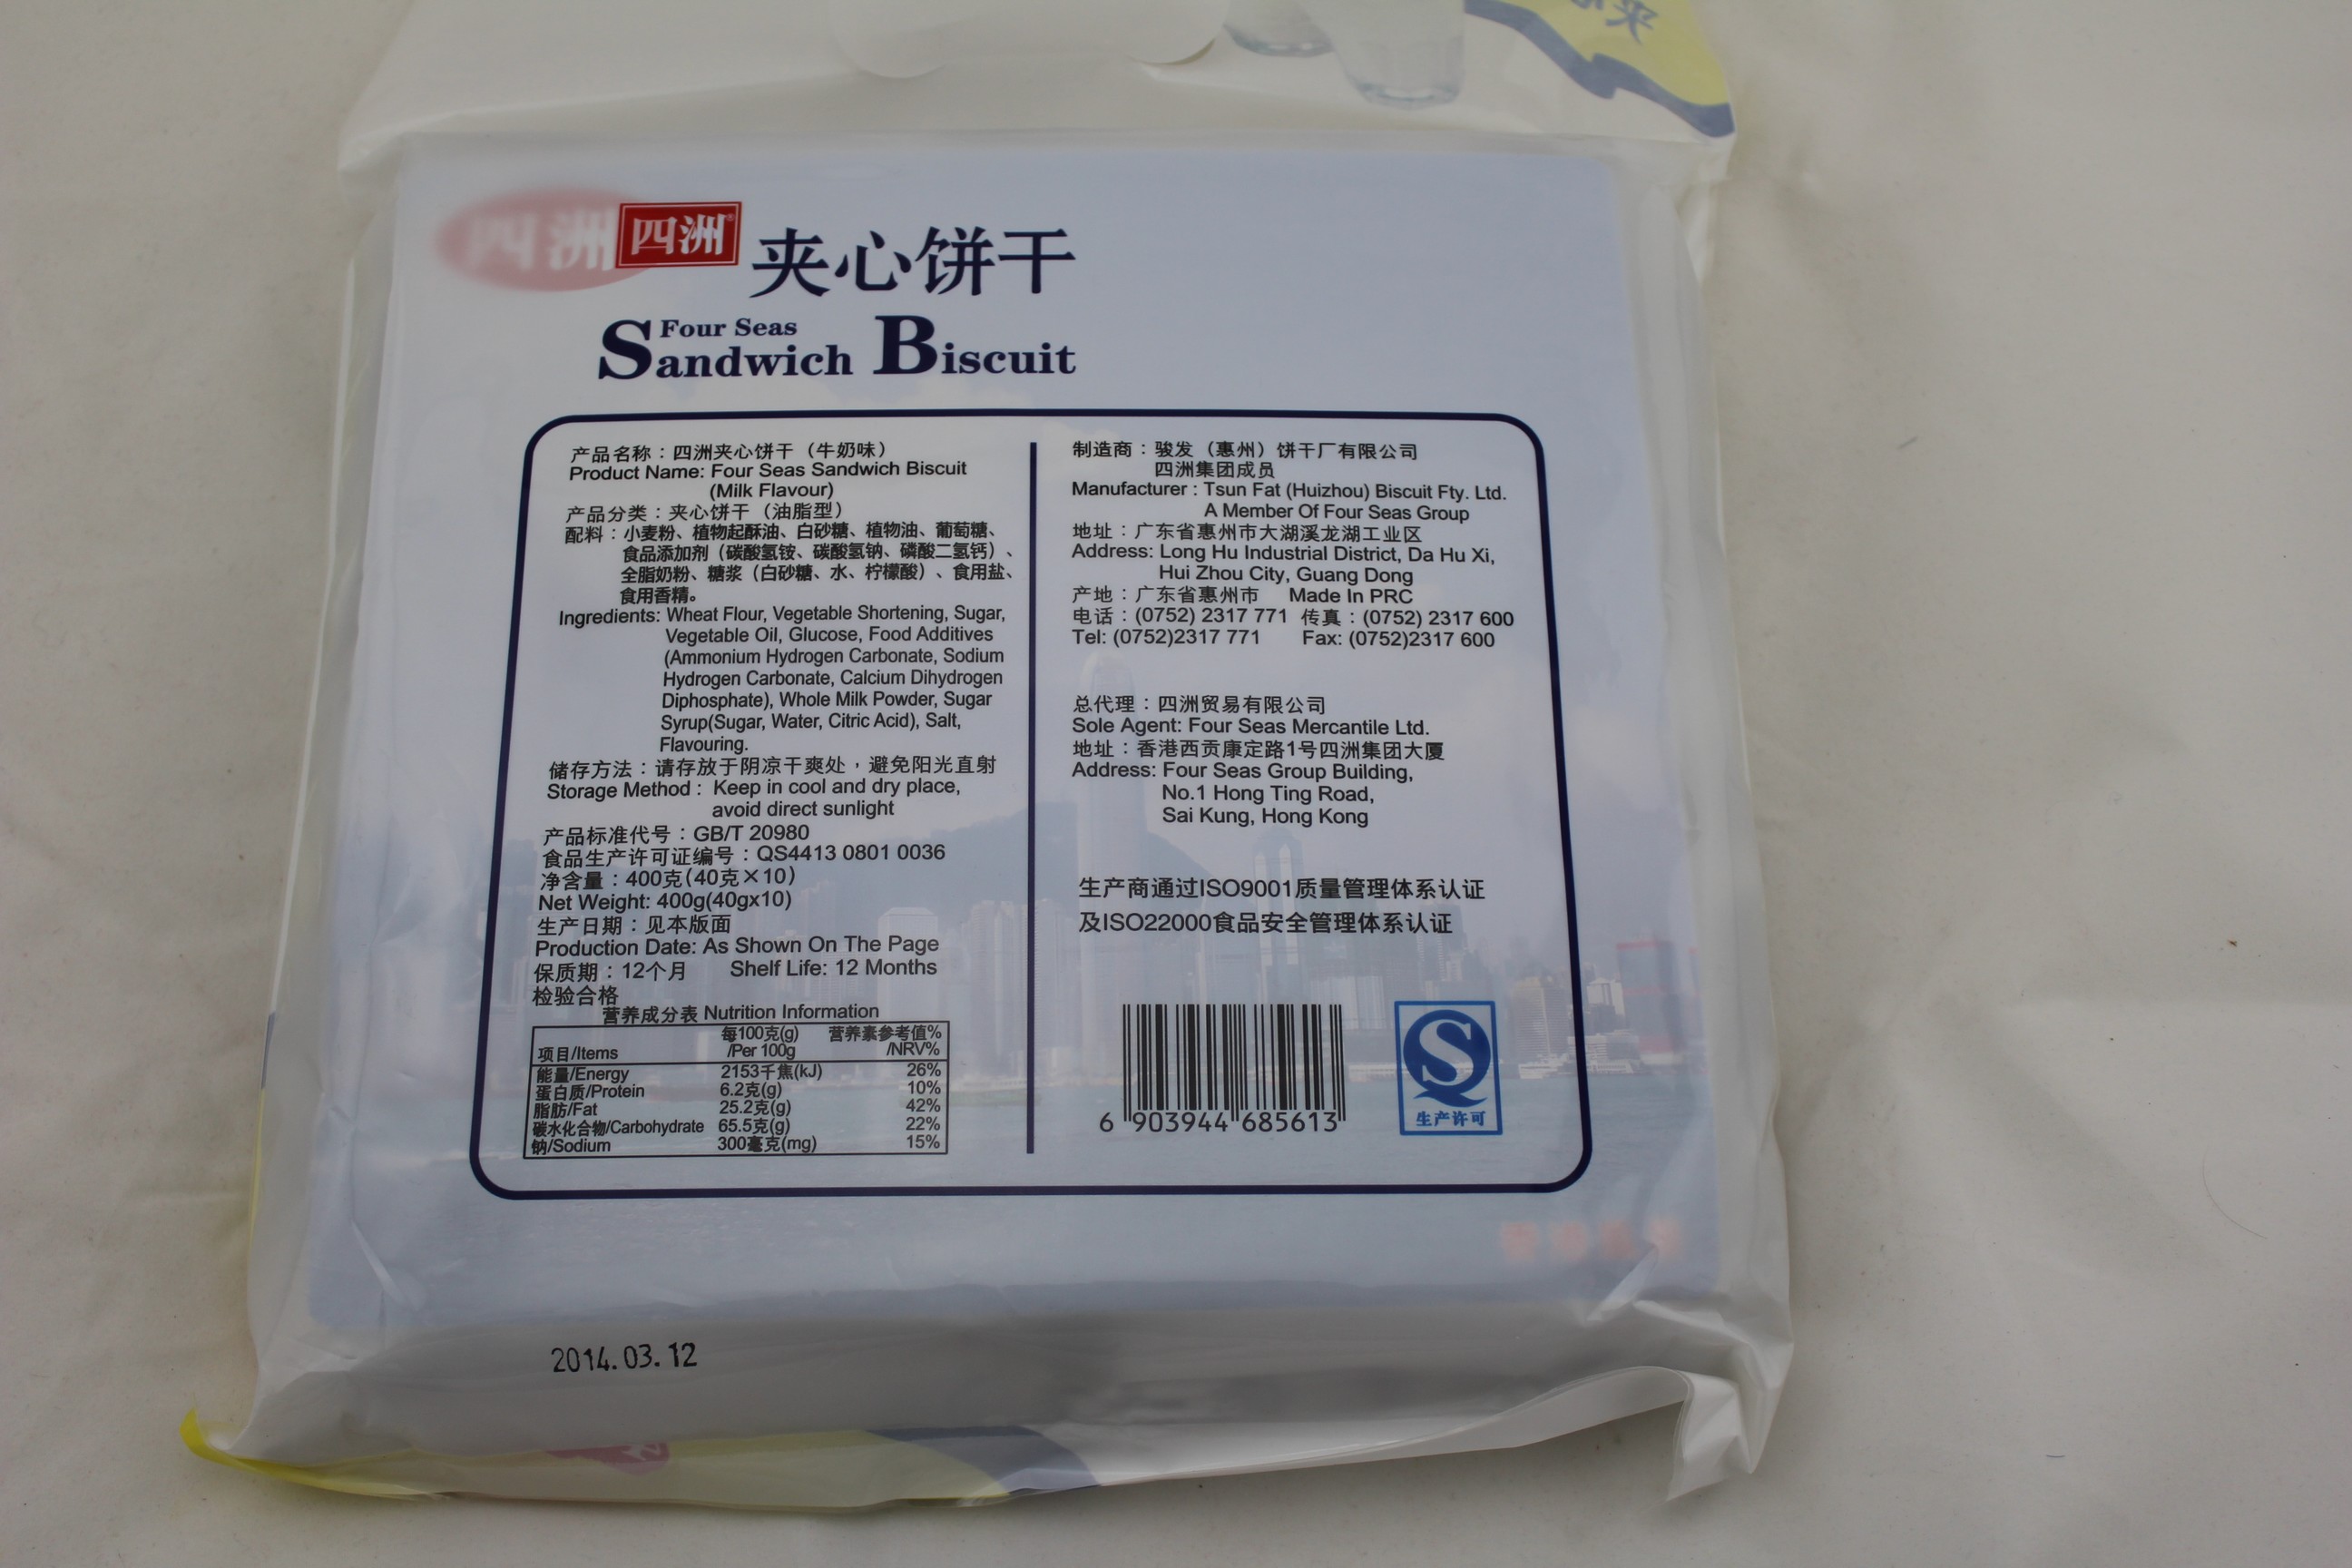 四洲
四洲®
夹心饼干
Four Seas
Sandwich Biscuit
产品名称：四洲夹心饼干（牛奶味）
Product Name: Four Seas Sandwich Biscuit
(Milk Flavour)
产品分类：夹心饼干（油脂型）
配料：小麦粉、植物起酥油、白砂糖、植物油、葡萄糖、
食品添加剂（碳酸氢铵、碳酸氢钠、磷酸二氢钙）、
全脂奶粉、糖浆（白砂糖、水、柠檬酸）、食用盐、
食用香精。
Ingredients: Wheat Flour, Vegetable Shortening, Sugar,
Vegetable Oil, Glucose, Food Additives
(Ammonium Hydrogen Carbonate, Sodium
Hydrogen Carbonate, Calcium Dihydrogen
Diphosphate), Whole Milk Powder, Sugar
Syrup(Sugar, Water, Citric Acid), Salt,
Flavouring.
储存方法：请存放于阴凉干爽处，避免阳光直射
Storage Method : Keep in cool and dry place,
avoid direct sunlight
产品标准代号：GB/T 20980
食品生产许可证编号：QS4413 0801 0036
净含量：400克(40克×10)
Net Weight: 400g(40gx10)
生产日期：见本版面
Production Date: As Shown On The Page
保质期：12个月 Shelf Life: 12 Months
检验合格
营养成分表 Nutrition Information
项目/Items 每100克(g)/Per 100g 营养素参考值%/NRV%
能量/Energy 2153千焦(kJ) 26%
蛋白质/Protein 6.2克(g) 10%
脂肪/Fat 25.2克(g) 42%
碳水化合物/Carbohydrate 65.5克(g) 22%
钠/Sodium 300毫克(mg) 15%
制造商：骏发（惠州）饼干厂有限公司
四洲集团成员
Manufacturer : Tsun Fat (Huizhou) Biscuit Fty. Ltd.
A Member Of Four Seas Group
地址：广东省惠州市大湖溪龙湖工业区
Address: Long Hu Industrial District, Da Hu Xi,
Hui Zhou City, Guang Dong
产地：广东省惠州市 Made In PRC
电话：(0752) 2317 771 传真：(0752) 2317 600
Tel: (0752)2317 771 Fax: (0752)2317 600
总代理：四洲贸易有限公司
Sole Agent: Four Seas Mercantile Ltd.
地址：香港西贡康定路1号四洲集团大厦
Address: Four Seas Group Building,
No.1 Hong Ting Road,
Sai Kung, Hong Kong
生产商通过ISO9001质量管理体系认证
及ISO22000食品安全管理体系认证
6 903944 685613
QS
生产许可
2014.03.12